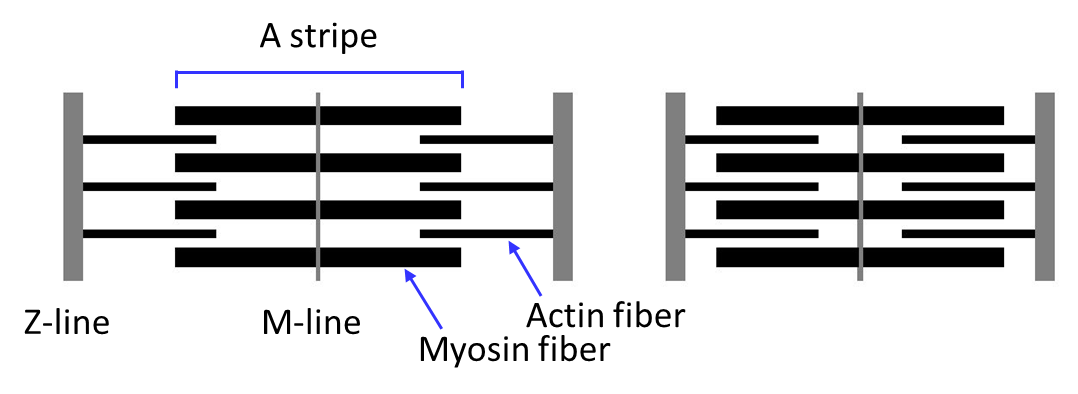 A stripe
Z-line
M-line
Actin fiber
Myosin fiber